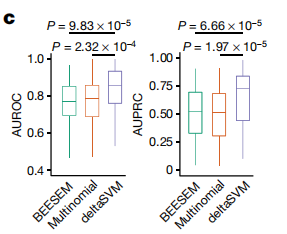 c
P = 9.83 × 10⁻⁵
P = 2.32 × 10⁻⁴
1.0
0.8
0.6
0.4
AUROC
BEESEM
Multinomial
deltaSVM
P = 6.66 × 10⁻⁵
P = 1.97 × 10⁻⁵
1.00
0.75
0.50
0.25
0
AUPRC
BEESEM
Multinomial
deltaSVM